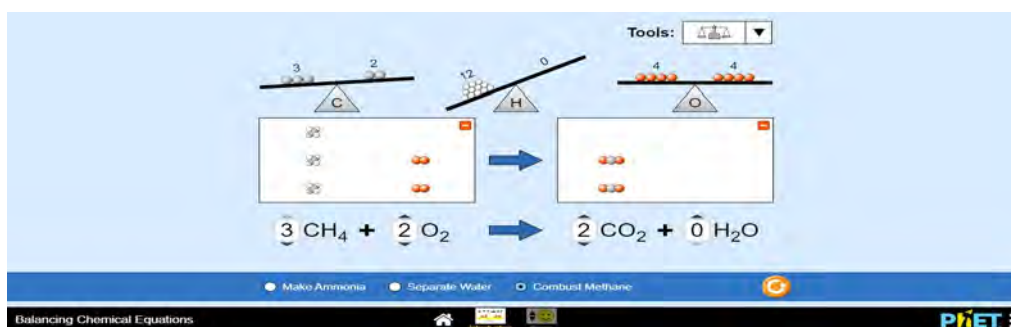 Tools:
3 2 12 0 4 4
C H O
3 CH₄ + 2 O₂ 2 CO₂ + 0 H₂O
Make Ammonia Separate Water Combust Methane
Balancing Chemical Equations PhET